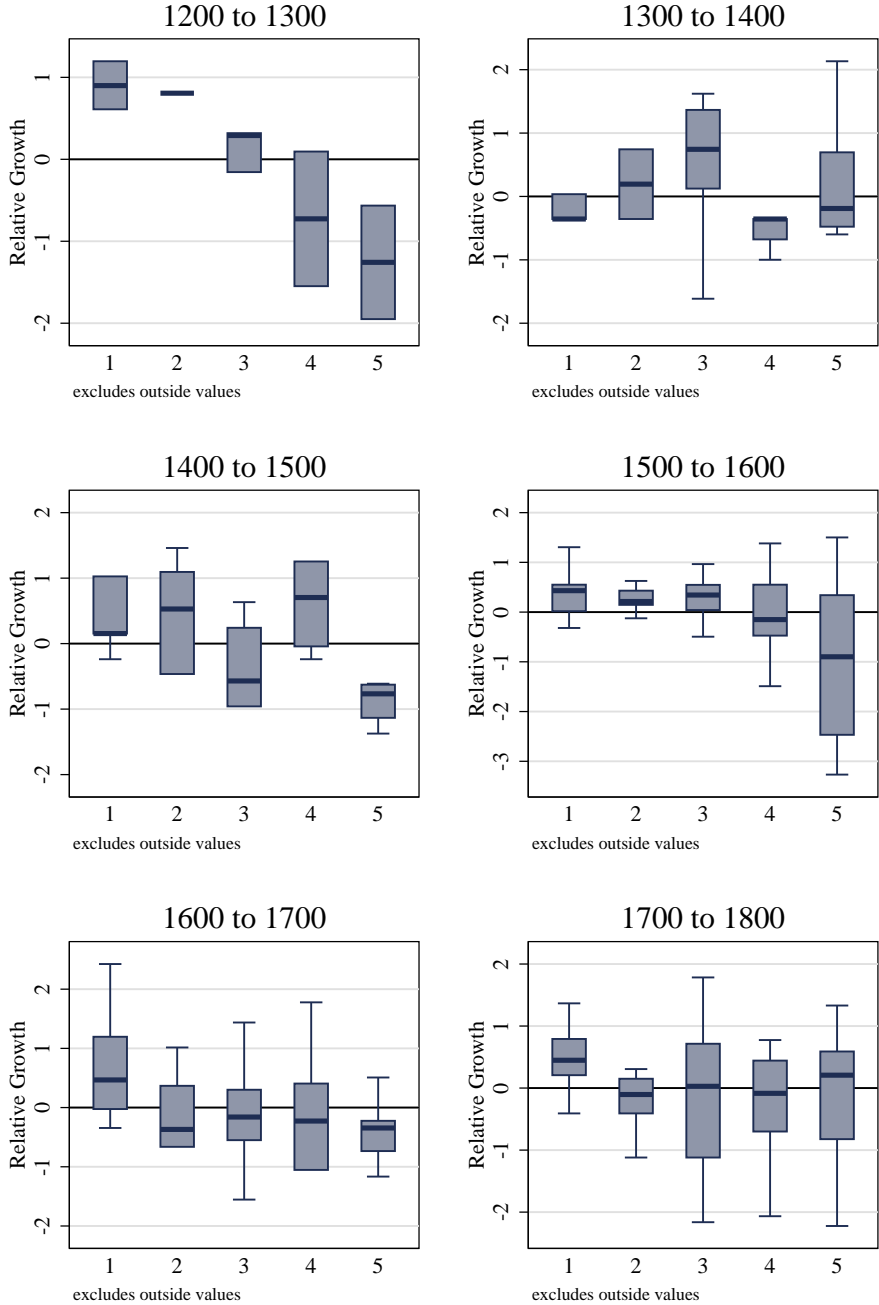 1200 to 1300
Relative Growth
1
0
-1
-2
1 2 3 4 5
excludes outside values
1300 to 1400
Relative Growth
2
1
0
-1
-2
1 2 3 4 5
excludes outside values
1400 to 1500
Relative Growth
2
1
0
-1
-2
1 2 3 4 5
excludes outside values
1500 to 1600
Relative Growth
2
1
0
-1
-2
-3
1 2 3 4 5
excludes outside values
1600 to 1700
Relative Growth
2
1
0
-1
-2
1 2 3 4 5
excludes outside values
1700 to 1800
Relative Growth
2
1
0
-1
-2
1 2 3 4 5
excludes outside values